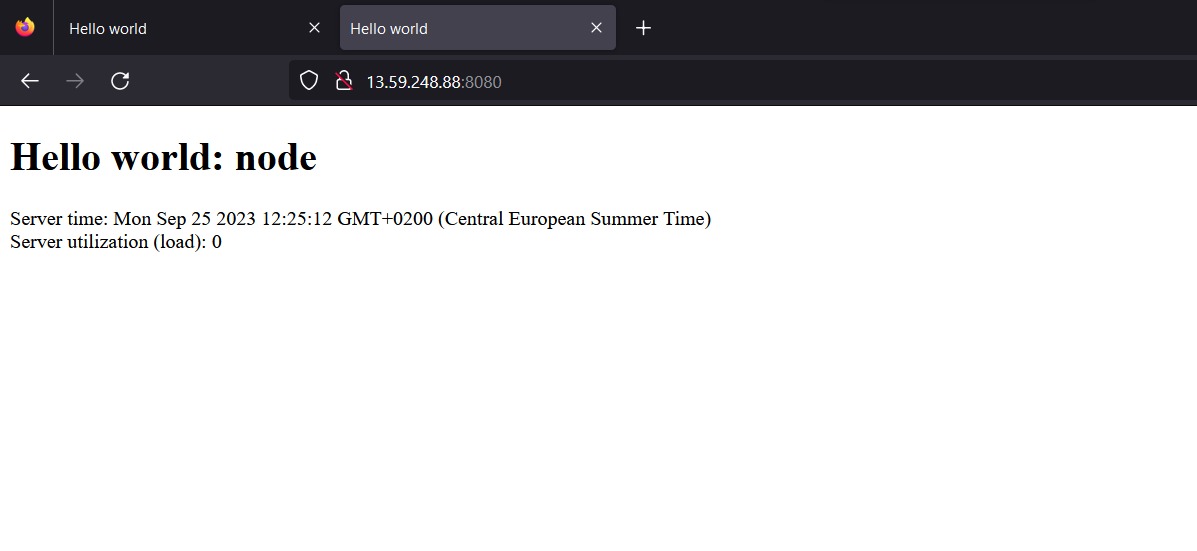 Hello world
Hello world
13.59.248.88:8080
Hello world: node
Server time: Mon Sep 25 2023 12:25:12 GMT+0200 (Central European Summer Time)
Server utilization (load): 0